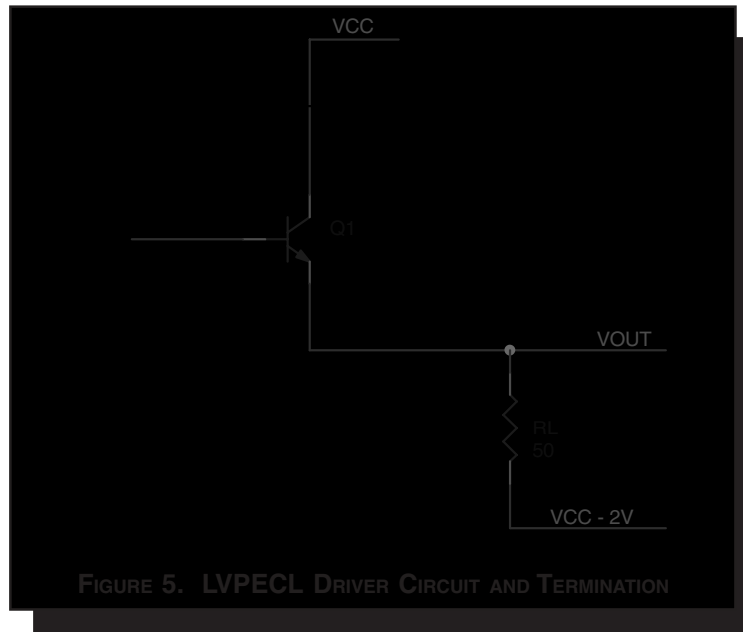 VCC
Q1
VOUT
RL
50
VCC - 2V
FIGURE 5. LVPECL DRIVER CIRCUIT AND TERMINATION